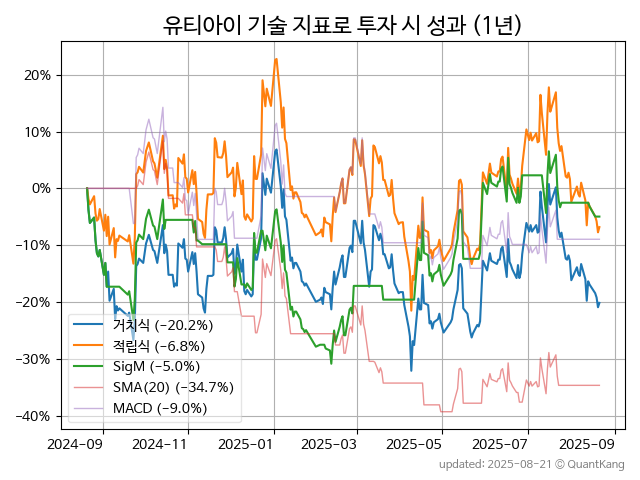 유티아이 기술 지표로 투자 시 성과 (1년)
20%
10%
0%
−10%
−20%
−30%
−40%
거치식 (−20.2%)
적립식 (−6.8%)
SigM (−5.0%)
SMA(20) (−34.7%)
MACD (−9.0%)
2024-09 2024-11 2025-01 2025-03 2025-05 2025-07 2025-09
updated: 2025-08-21 © QuantKang